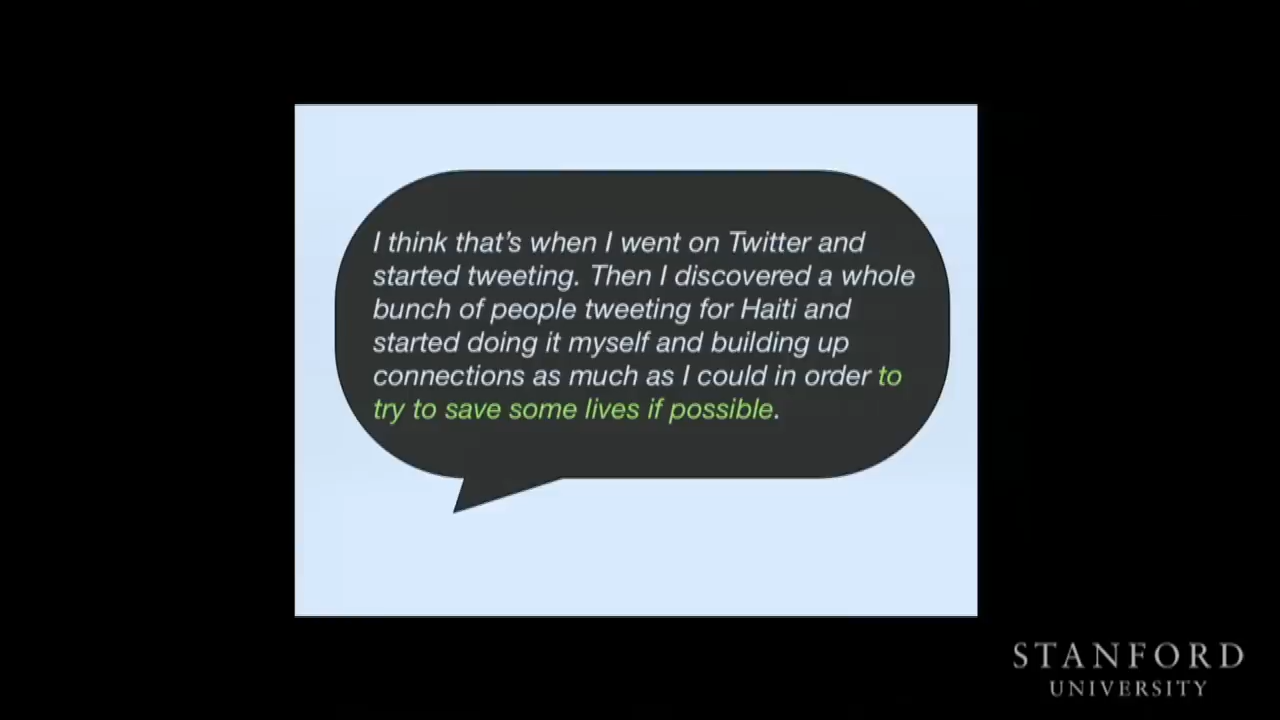 I think that’s when I went on Twitter and
started tweeting. Then I discovered a whole
bunch of people tweeting for Haiti and
started doing it myself and building up
connections as much as I could in order to
try to save some lives if possible.
STANFORD
UNIVERSITY